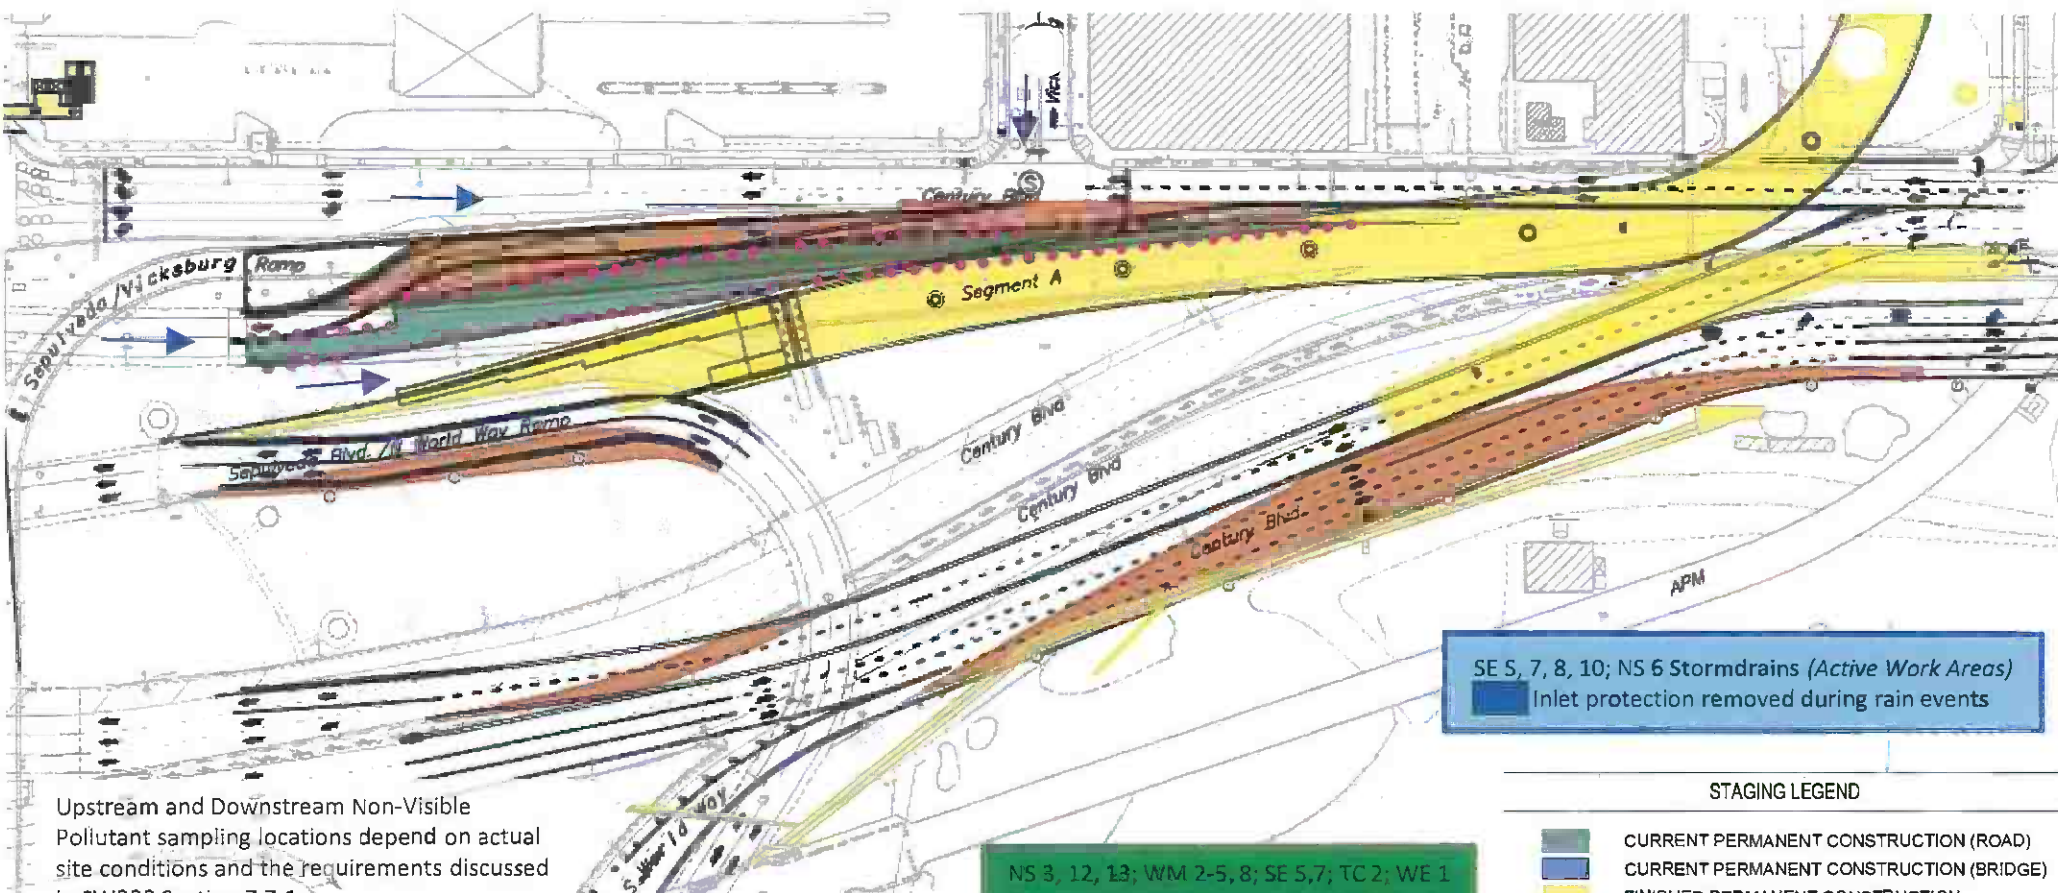 Vick
Century Blvd
Sepulveda/Vicksburg Ramp
Segment A
Sepulveda Blvd. /N World Way Ramp
Century Blvd
Century Blvd
Century Blvd.
APM
SE 5, 7, 8, 10; NS 6 Stormdrains (Active Work Areas)
Inlet protection removed during rain events
STAGING LEGEND
Upstream and Downstream Non-Visible
Pollutant sampling locations depend on actual
site conditions and the requirements discussed
NS 3, 12, 13; WM 2-5, 8; SE 5,7; TC 2; WE 1
CURRENT PERMANENT CONSTRUCTION (ROAD)
CURRENT PERMANENT CONSTRUCTION (BRIDGE)
FINISHED PERMANENT CONSTRUCTION